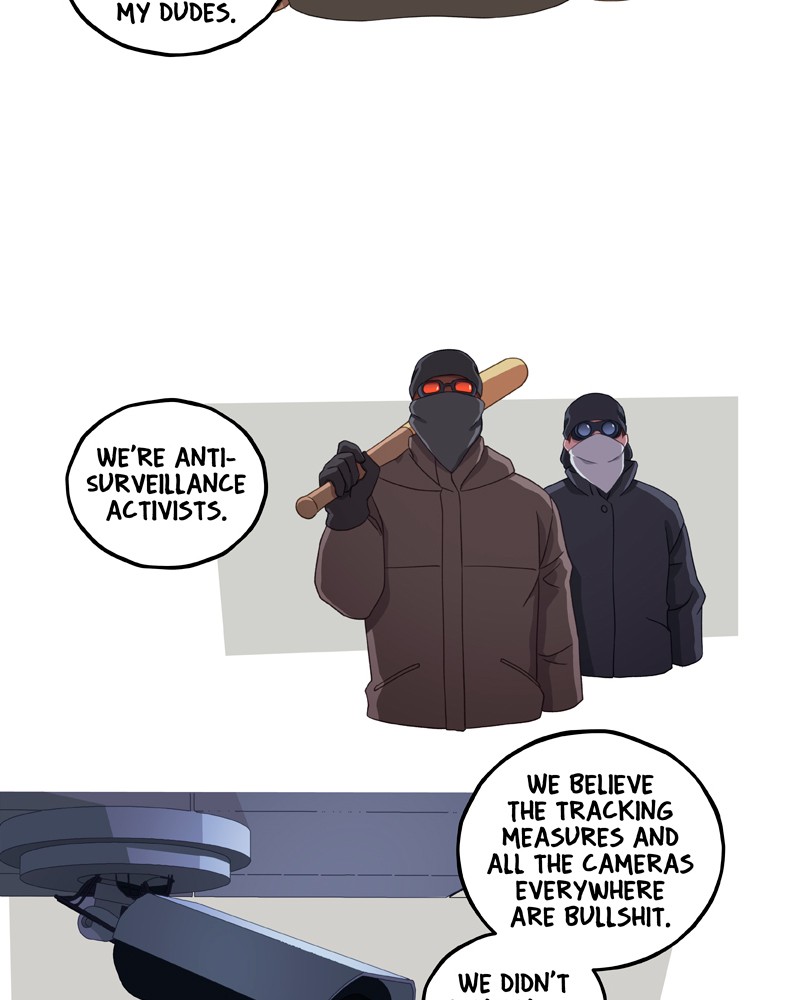 MY DUDES.
WE'RE ANTI-
SURVEILLANCE
ACTIVISTS.
WE BELIEVE
THE TRACKING
MEASURES AND
ALL THE CAMERAS
EVERYWHERE
ARE BULLSHIT.
WE DIDN'T